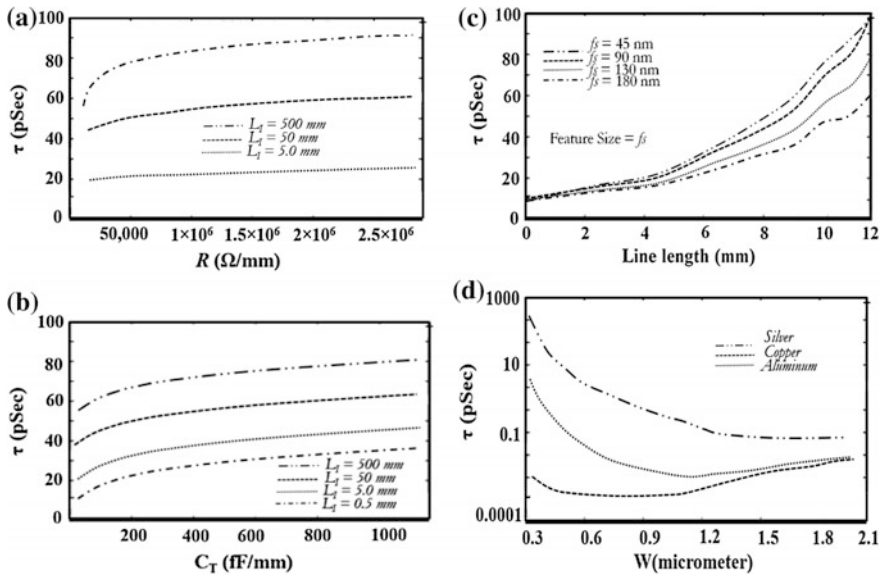 (a)
100
80
60
40
20
0
τ (pSec)
L₁ = 500 mm
L₁ = 50 mm
L₁ = 5.0 mm
50,000 1×10⁶ 1.5×10⁶ 2×10⁶ 2.5×10⁶
R (Ω/mm)
(b)
100
80
60
40
20
0
τ (pSec)
L₁ = 500 mm
L₁ = 50 mm
L₁ = 5.0 mm
L₁ = 0.5 mm
200 400 600 800 1000
C_T (fF/mm)
(c)
100
80
60
40
20
0
τ (pSec)
fs = 45 nm
fs = 90 nm
fs = 130 nm
fs = 180 nm
Feature Size = fs
0 2 4 6 8 10 12
Line length (mm)
(d)
1000
10
0.1
0.0001
τ (pSec)
Silver
Copper
Aluminum
0.3 0.6 0.9 1.2 1.5 1.8 2.1
W(micrometer)